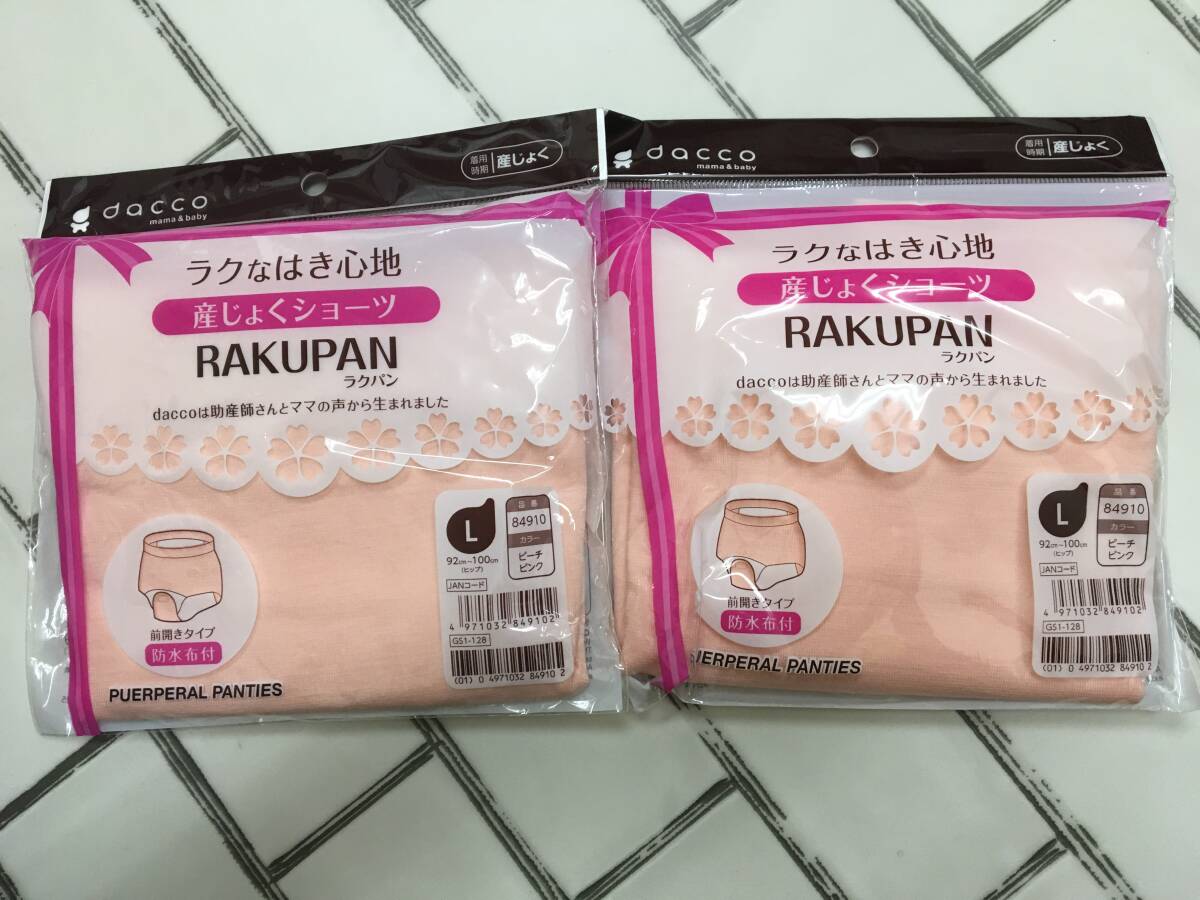 dacco
mama & baby
着用時期 産じょく
ラクなはき心地
産じょくショーツ
RAKUPAN
ラクパン
daccoは助産師さんとママの声から生まれました
L
92cm~100cm
(ヒップ)
品番
84910
カラー
ピーチ
ピンク
JANコード
4 971032 849102
GS1-128
(01) 0 4971032 84910 2
前開きタイプ
防水布付
PUERPERAL PANTIES
dacco
mama & baby
着用時期 産じょく
ラクなはき心地
産じょくショーツ
RAKUPAN
ラクパン
daccoは助産師さんとママの声から生まれました
L
92cm~100cm
(ヒップ)
品番
84910
カラー
ピーチ
ピンク
JANコード
4 971032 849102
GS1-128
(01) 0 4971032 84910 2
前開きタイプ
防水布付
UERPERAL PANTIES